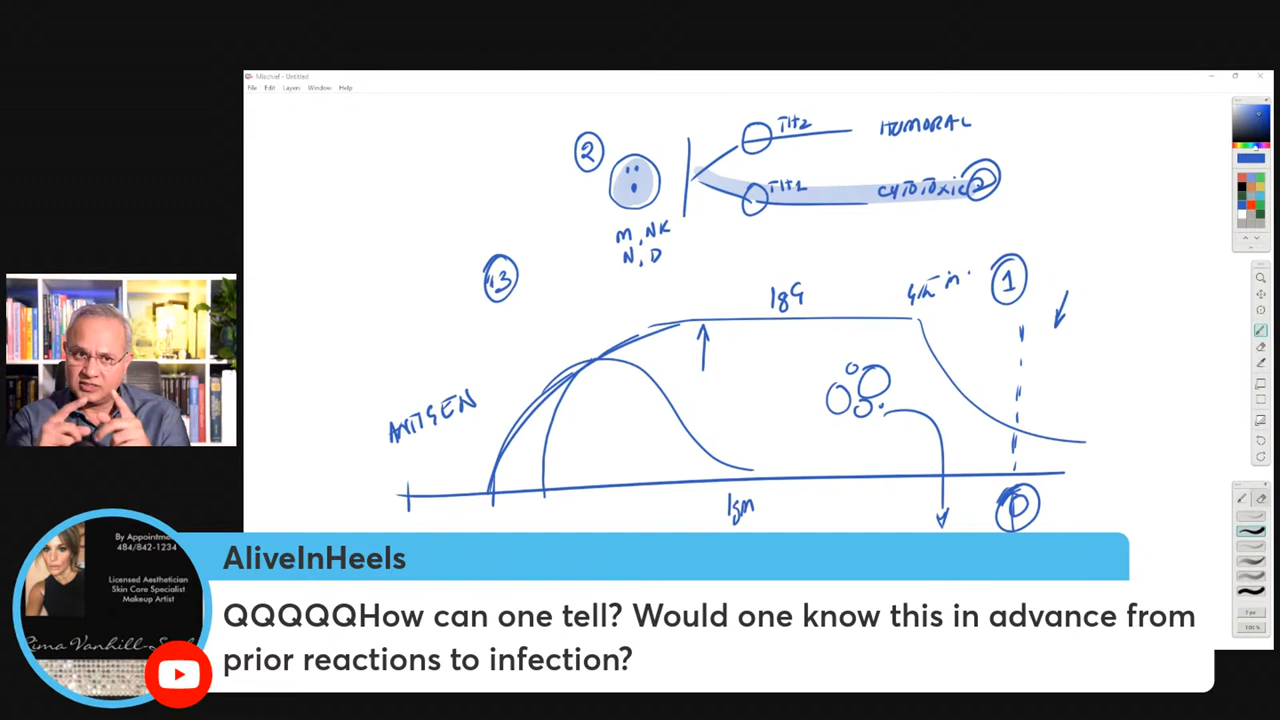 Mischief - Untitled
File Edit Layers Window Help
2
TH2 HUMORAL
TH1 CYTOTOXIC 2
M, NK
N, D
3
IgG
1
ANTIGEN
IgM
P
By Appointment
484/842-1234
Licensed Aesthetician
Skin Care Specialist
Makeup Artist
AliveInHeels
QQQQQHow can one tell? Would one know this in advance from
prior reactions to infection?